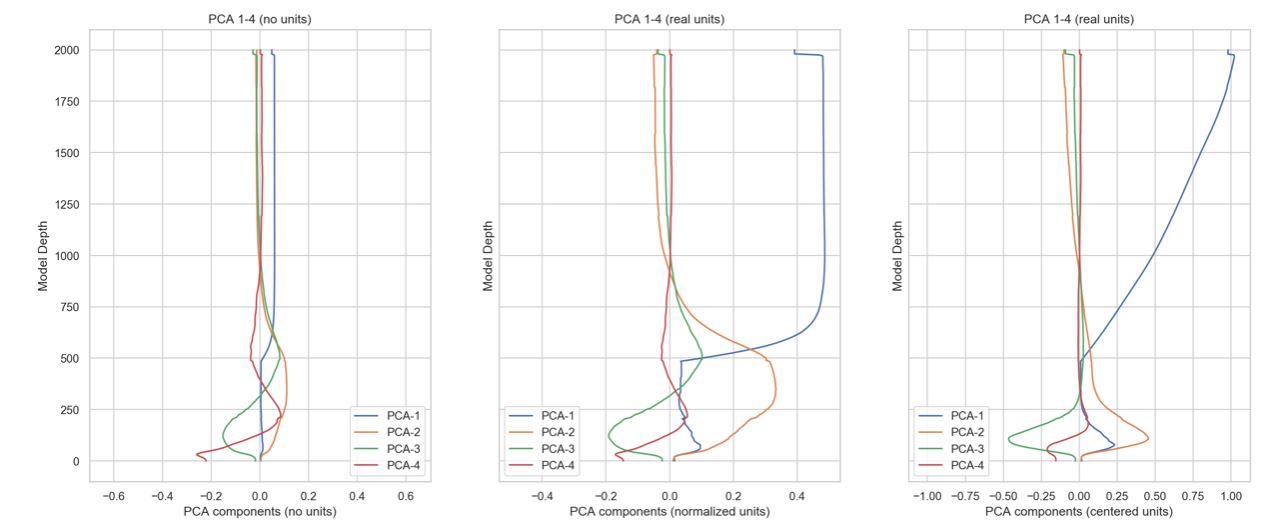 PCA 1-4 (no units)
2000
1750
1500
1250
1000
750
500
250
0
Model Depth
PCA-1
PCA-2
PCA-3
PCA-4
−0.6 −0.4 −0.2 0.0 0.2 0.4 0.6
PCA components (no units)
PCA 1-4 (real units)
Model Depth
PCA-1
PCA-2
PCA-3
PCA-4
−0.4 −0.2 0.0 0.2 0.4
PCA components (normalized units)
PCA 1-4 (real units)
Model Depth
PCA-1
PCA-2
PCA-3
PCA-4
−1.00 −0.75 −0.50 −0.25 0.00 0.25 0.50 0.75 1.00
PCA components (centered units)